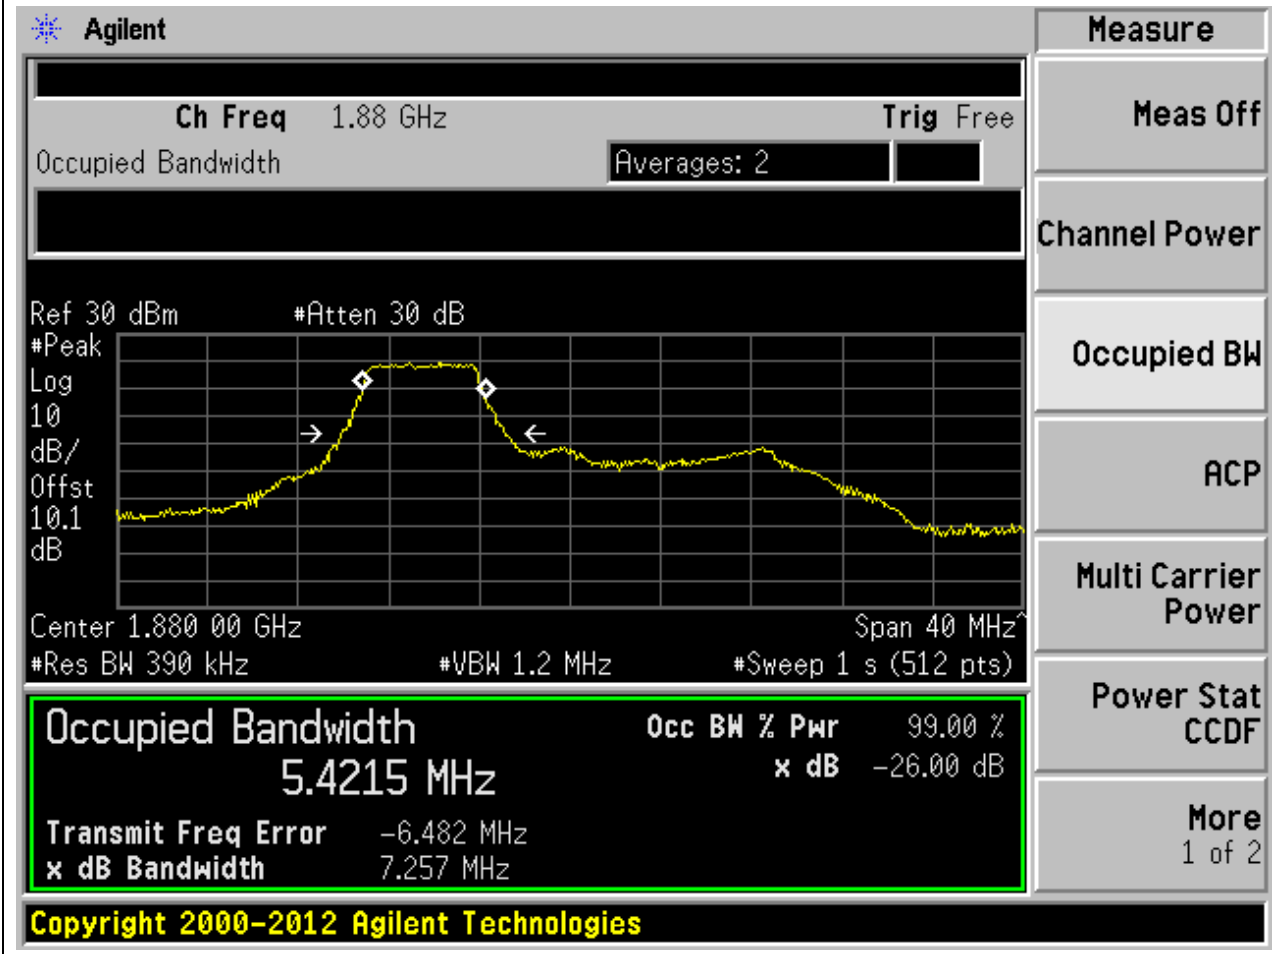 Agilent
Measure
Ch Freq 1.88 GHz Trig Free
Occupied Bandwidth Averages: 2
Meas Off
Channel Power
Occupied BW
ACP
Multi Carrier
Power
Power Stat
CCDF
More
1 of 2
Ref 30 dBm #Atten 30 dB
#Peak
Log
10
dB/
Offst
10.1
dB
Center 1.880 00 GHz Span 40 MHz^
#Res BW 390 kHz #VBW 1.2 MHz #Sweep 1 s (512 pts)
Occupied Bandwidth Occ BW % Pwr 99.00 %
5.4215 MHz x dB -26.00 dB
Transmit Freq Error -6.482 MHz
x dB Bandwidth 7.257 MHz
Copyright 2000-2012 Agilent Technologies